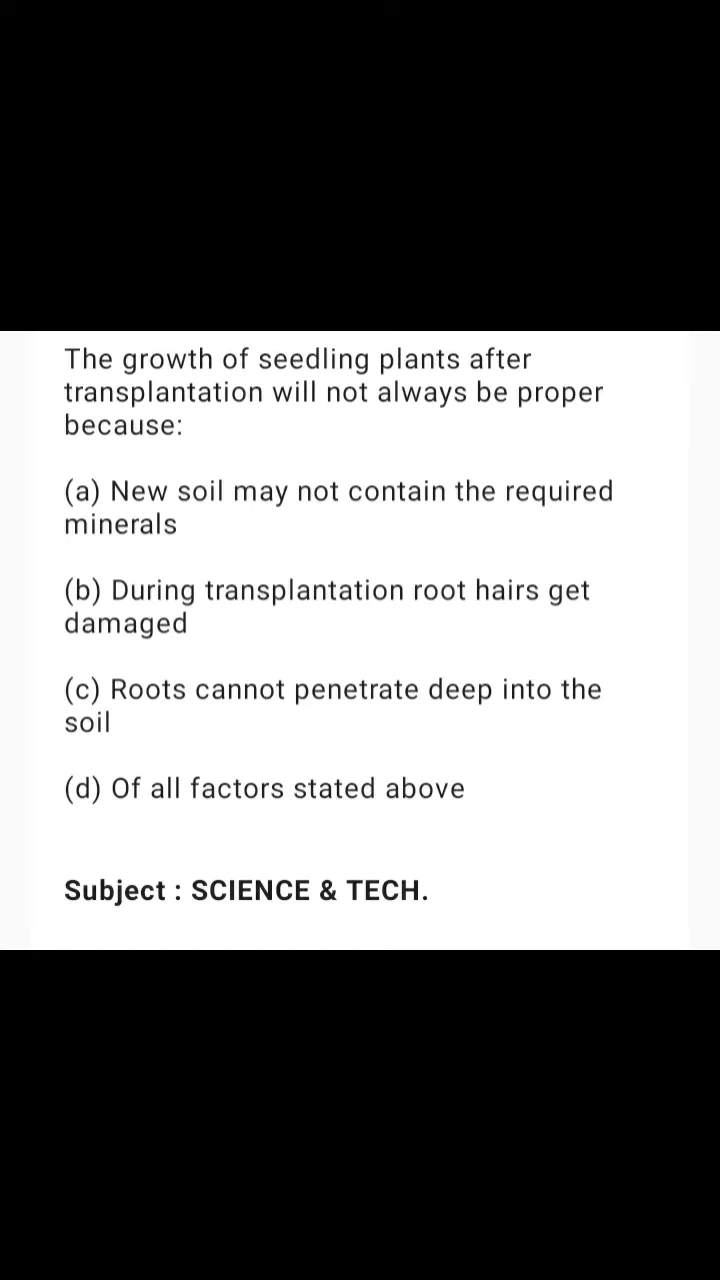 The growth of seedling plants after
transplantation will not always be proper
because:
(a) New soil may not contain the required
minerals
(b) During transplantation root hairs get
damaged
(c) Roots cannot penetrate deep into the
soil
(d) Of all factors stated above
Subject : SCIENCE & TECH.